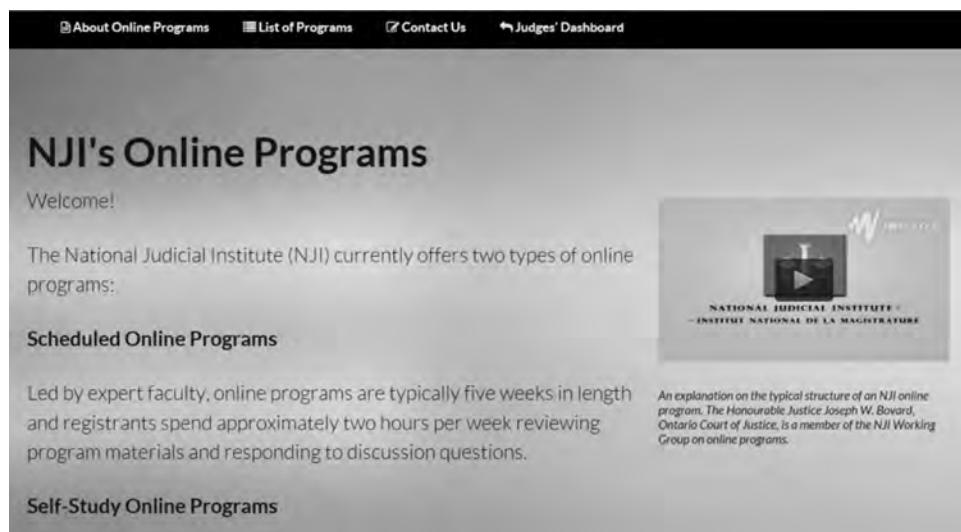 About Online Programs List of Programs Contact Us Judges' Dashboard
NJI's Online Programs
Welcome!
The National Judicial Institute (NJI) currently offers two types of online
programs:
Scheduled Online Programs
Led by expert faculty, online programs are typically five weeks in length
and registrants spend approximately two hours per week reviewing
program materials and responding to discussion questions.
Self-Study Online Programs
NATIONAL JUDICIAL INSTITUTE
INSTITUT NATIONAL DE LA MAGISTRATURE
An explanation on the typical structure of an NJI online
program. The Honourable Justice Joseph W. Bovard,
Ontario Court of Justice, is a member of the NJI Working
Group on online programs.